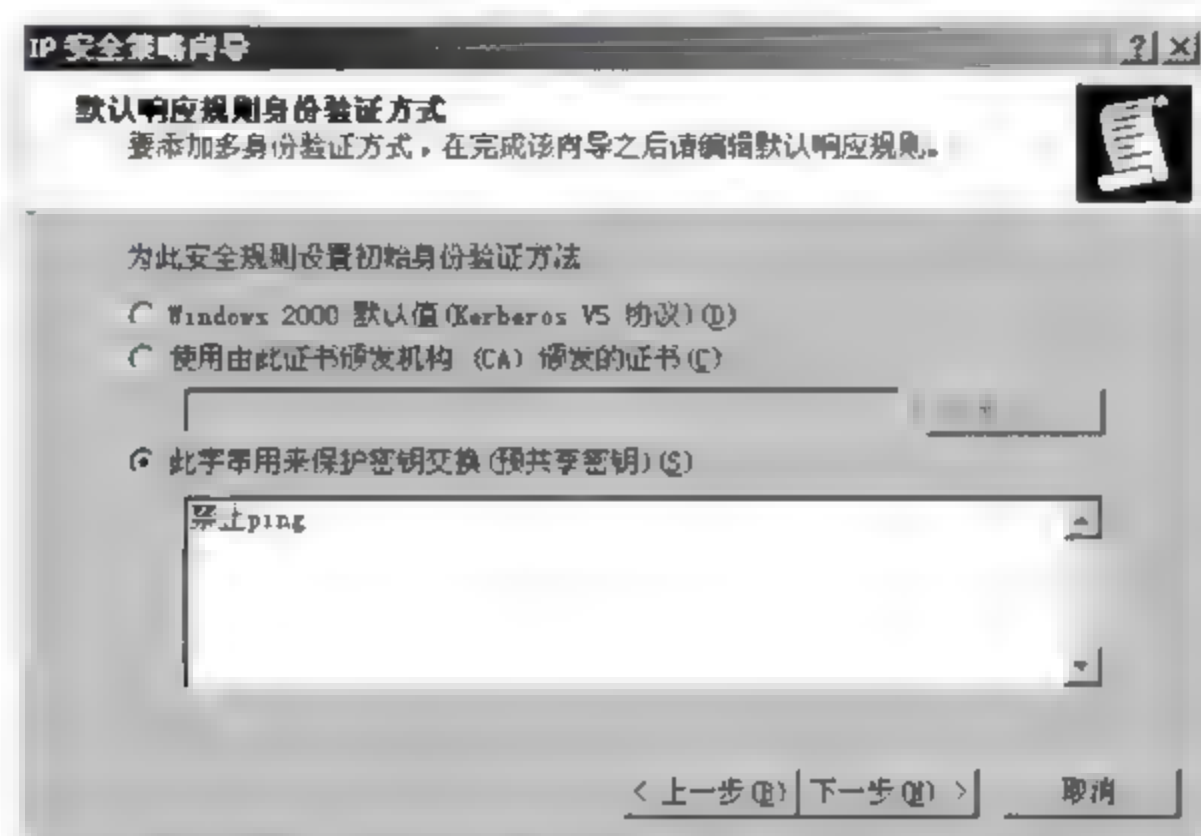 IP 安全策略向导
默认响应规则身份验证方式
要添加多身份验证方式，在完成该向导之后请编辑默认响应规则。
为此安全规则设置初始身份验证方法
Windows 2000 默认值(Kerberos V5 协议)(D)
使用由此证书颁发机构 (CA) 颁发的证书(C)
此字串用来保护密钥交换(预共享密钥)(S)
禁止ping
< 上一步(B) 下一步(N) > 取消